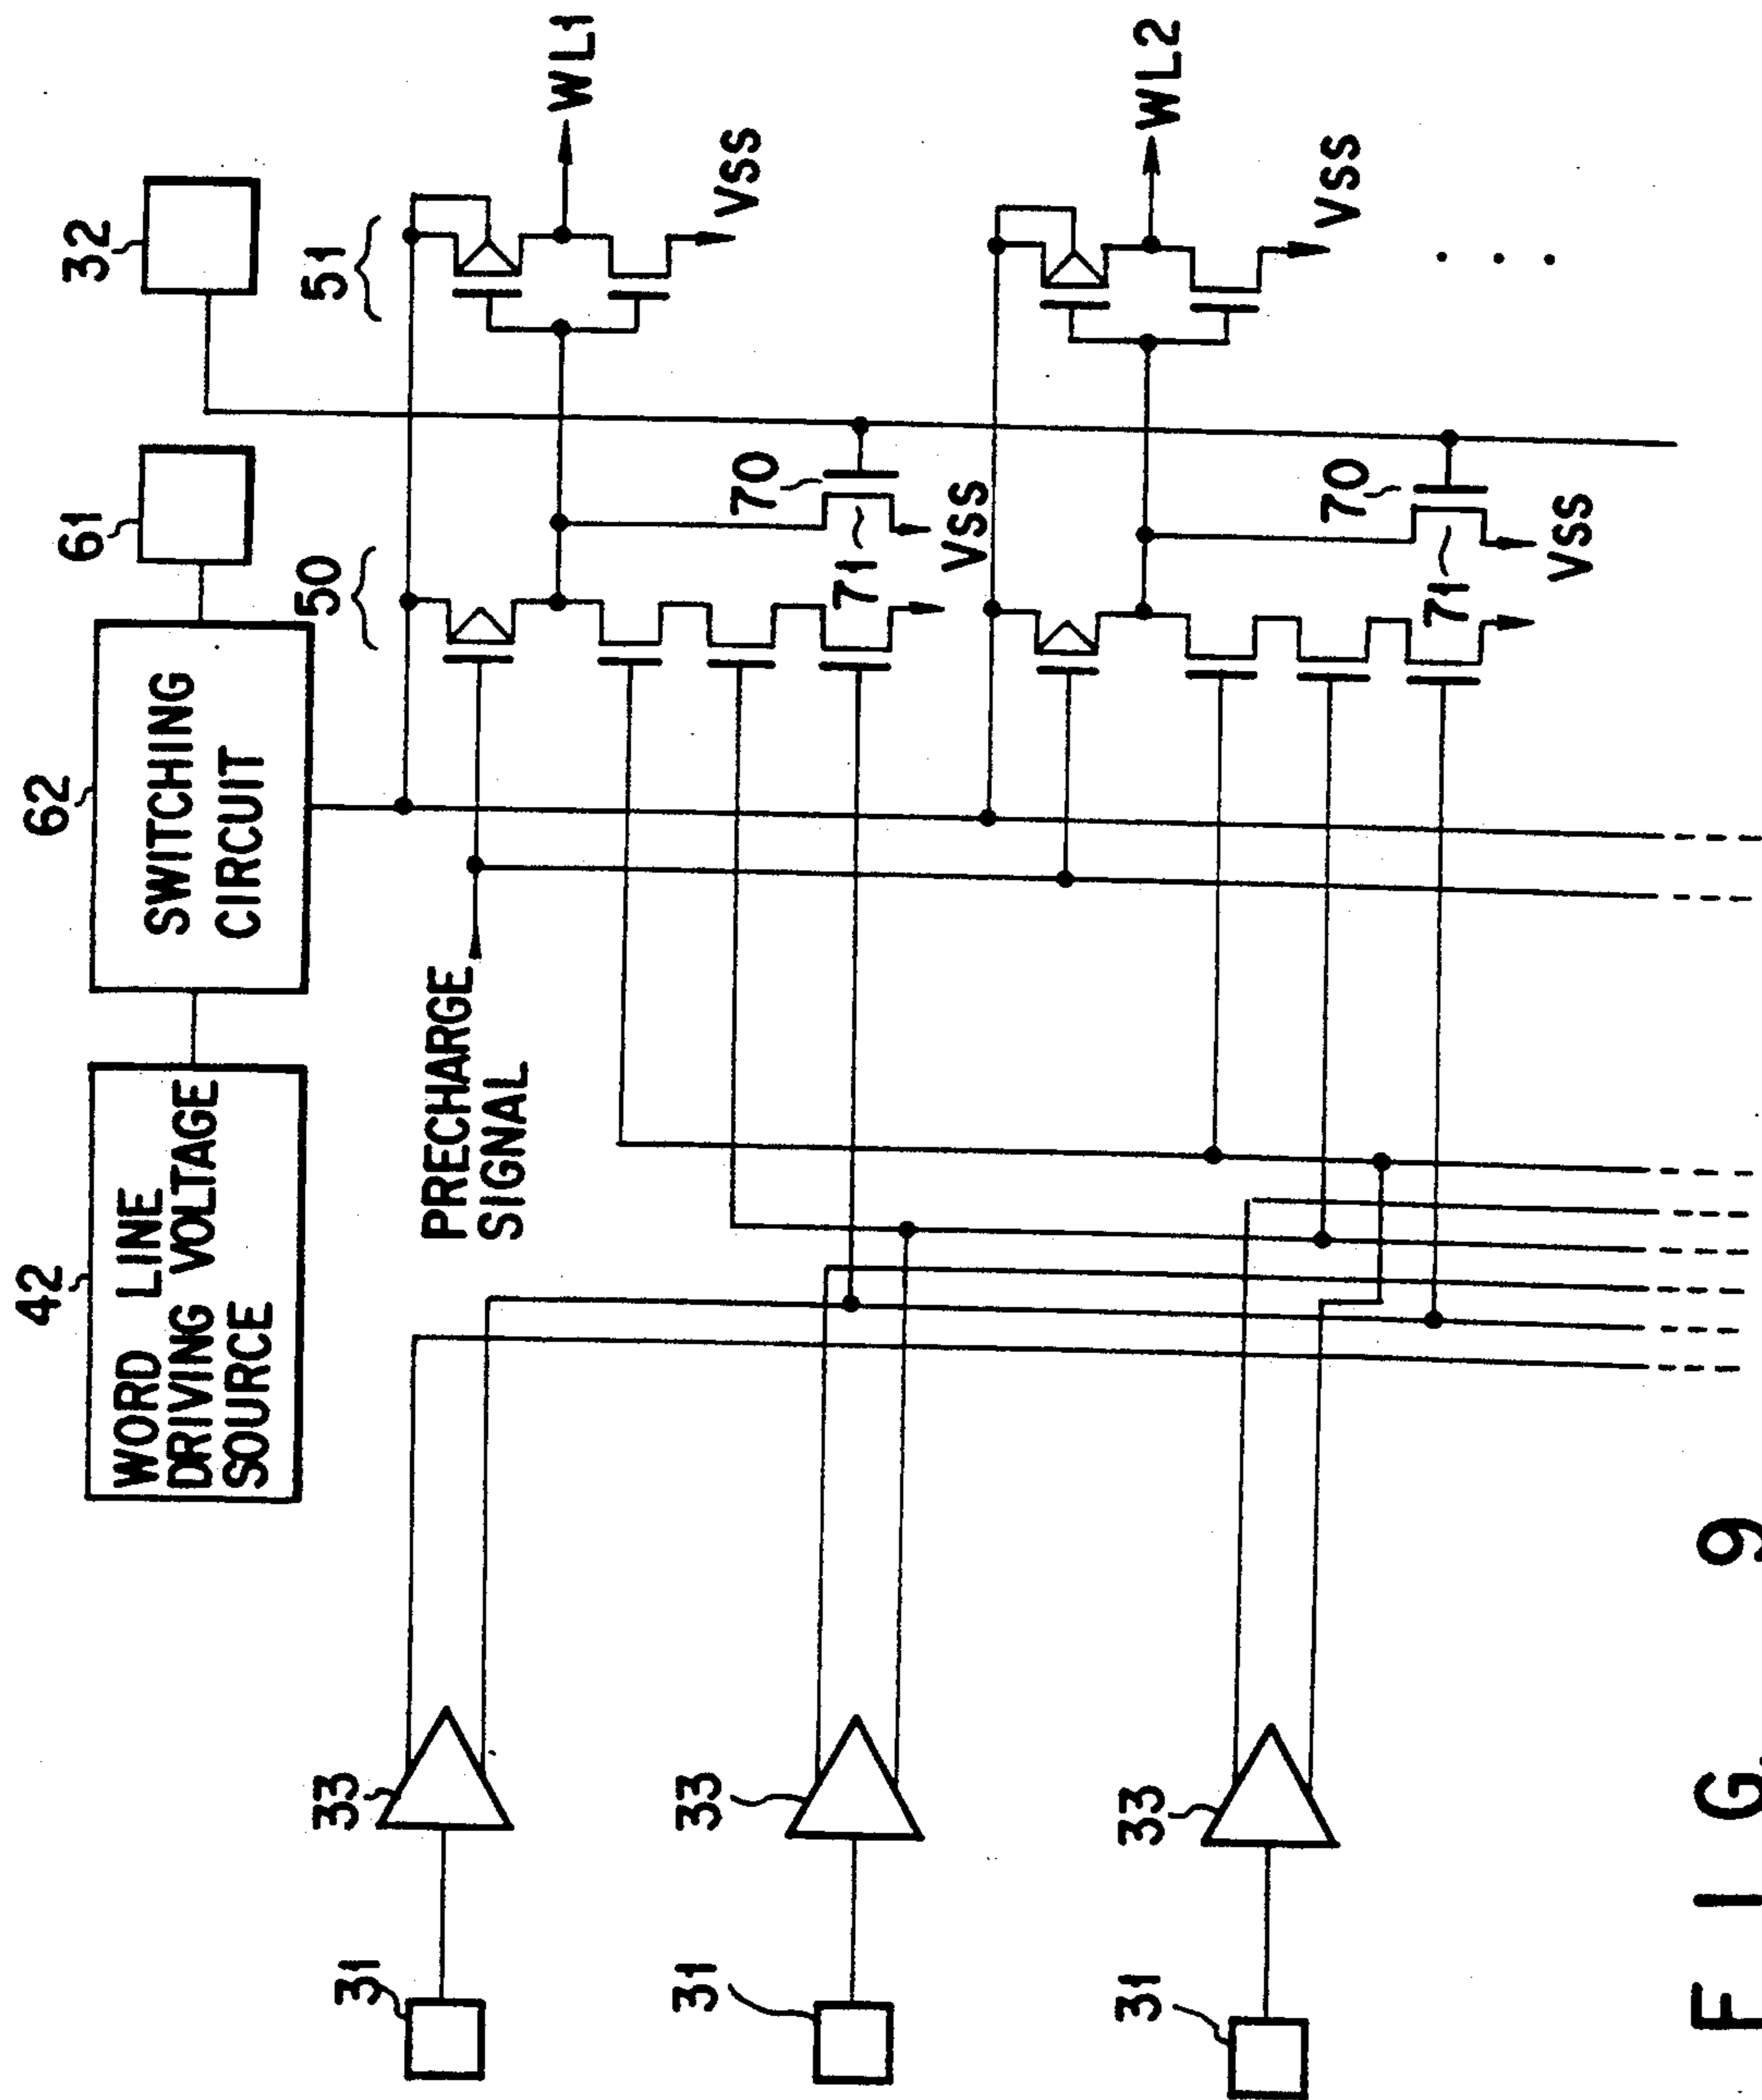 42
62
61
32
WORD LINE
DRIVING VOLTAGE
SOURCE
SWITCHING
CIRCUIT
50
51
31
33
PRECHARGE
SIGNAL
WL1
31
33
VSS
70
71
VSS
31
33
WL2
VSS
70
71
VSS
FIG. 9